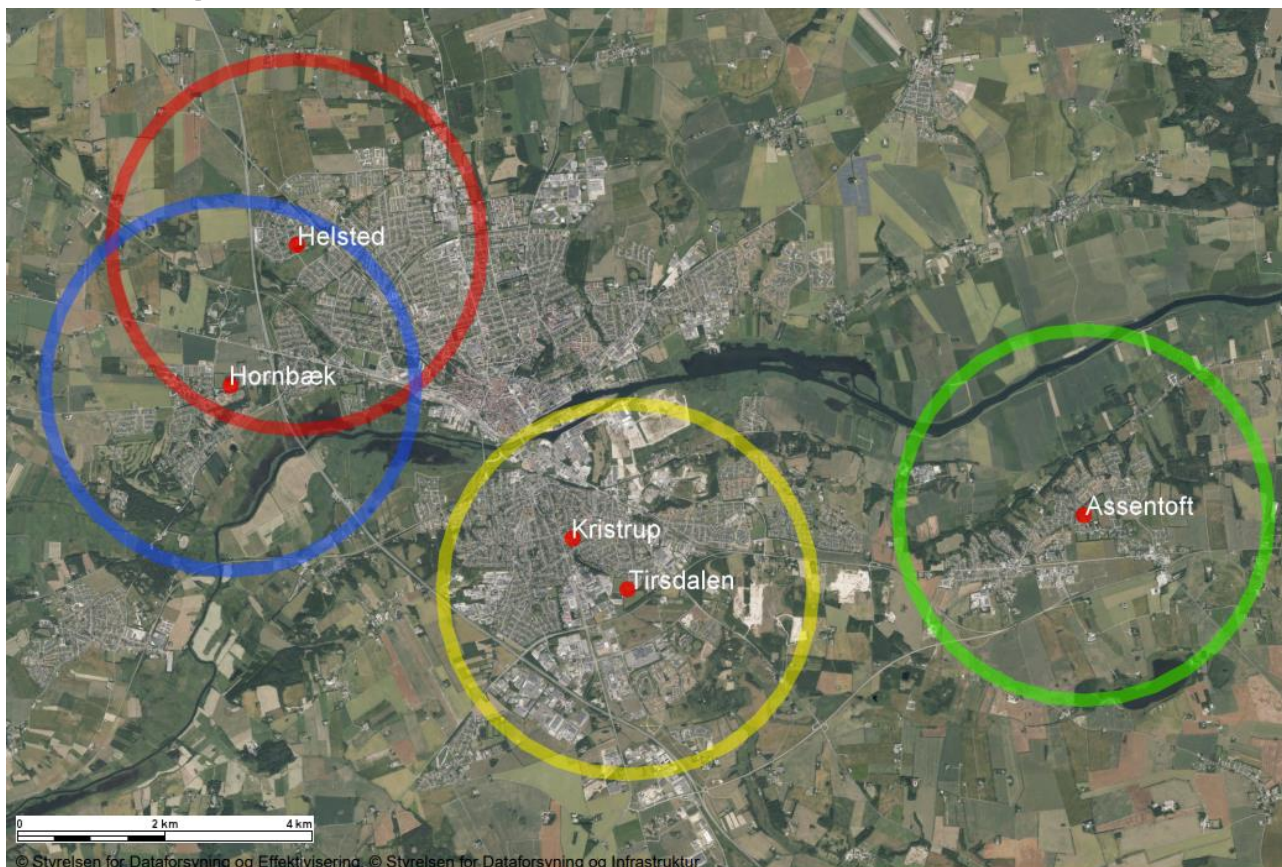 Helsted
Hornbæk
Assentoft
Kristrup
Tirsdalen
0 2 km 4 km
© Styrelsen for Dataforsyning og Effektivisering, © Styrelsen for Dataforsyning og Infrastruktur